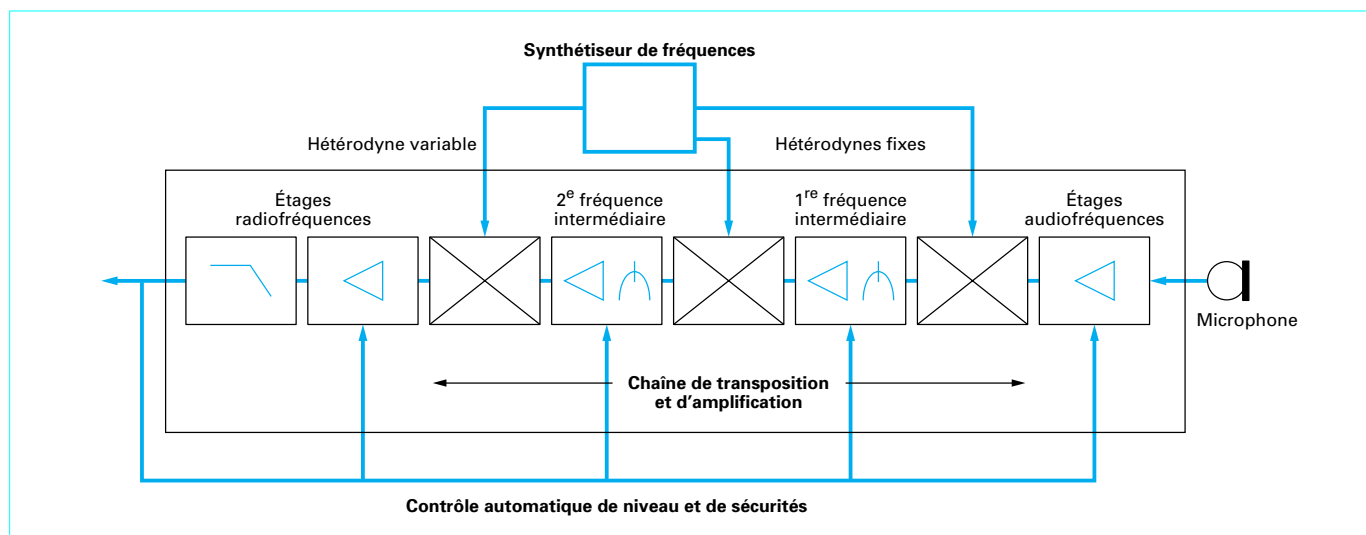 Synthétiseur de fréquences
Hétérodyne variable
Hétérodynes fixes
Étages
radiofréquences
2e fréquence
intermédiaire
1re fréquence
intermédiaire
Étages
audiofréquences
Microphone
Chaîne de transposition
et d'amplification
Contrôle automatique de niveau et de sécurités